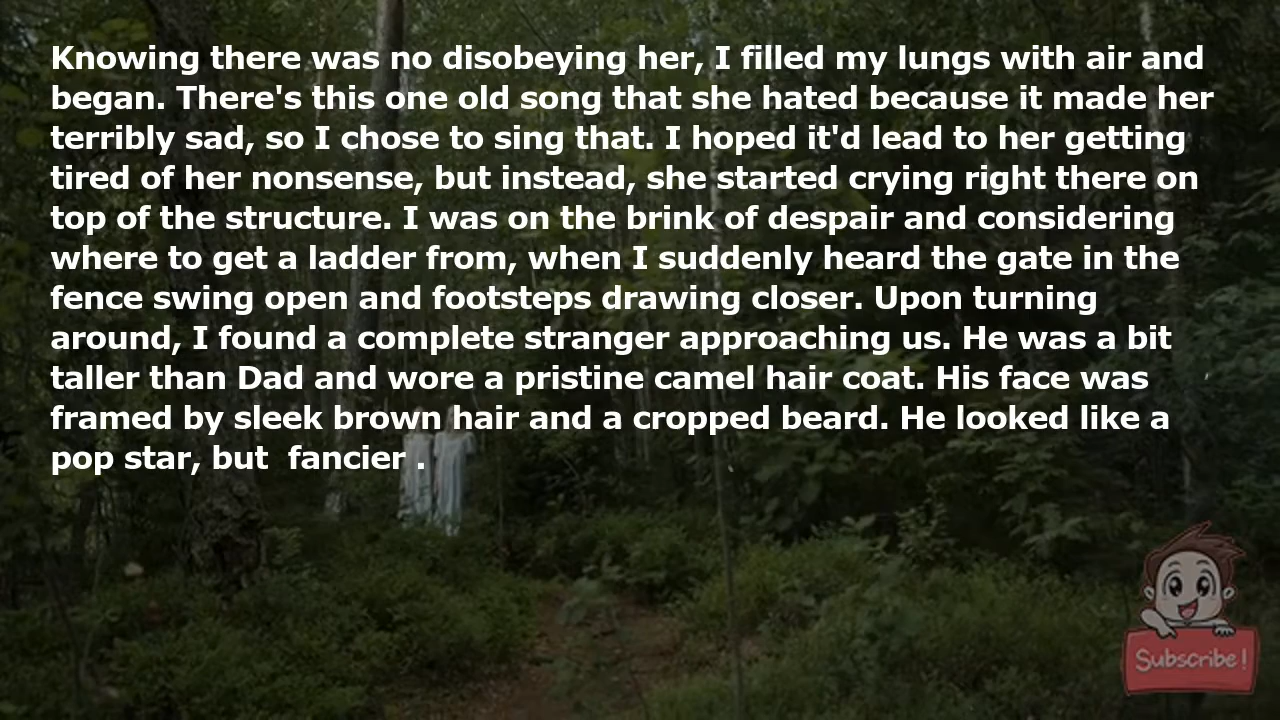 Knowing there was no disobeying her, I filled my lungs with air and
began. There's this one old song that she hated because it made her
terribly sad, so I chose to sing that. I hoped it'd lead to her getting
tired of her nonsense, but instead, she started crying right there on
top of the structure. I was on the brink of despair and considering
where to get a ladder from, when I suddenly heard the gate in the
fence swing open and footsteps drawing closer. Upon turning
around, I found a complete stranger approaching us. He was a bit
taller than Dad and wore a pristine camel hair coat. His face was
framed by sleek brown hair and a cropped beard. He looked like a
pop star, but  fancier .
Subscribe!